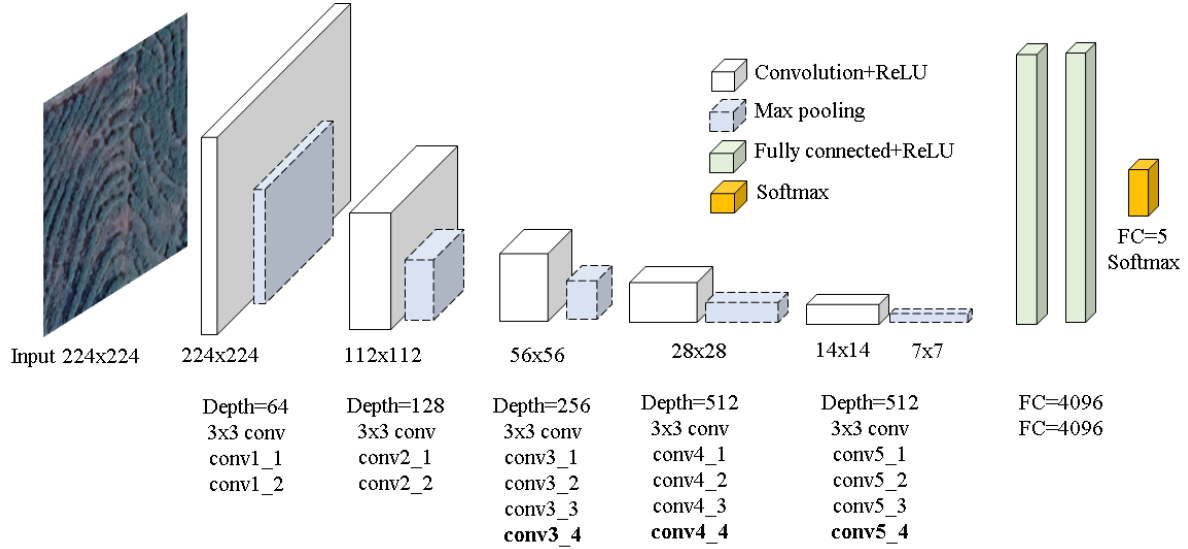 Convolution+ReLU
Max pooling
Fully connected+ReLU
Softmax
FC=5
Softmax
Input 224x224
224x224
112x112
56x56
28x28
14x14
7x7
Depth=64
3x3 conv
conv1_1
conv1_2
Depth=128
3x3 conv
conv2_1
conv2_2
Depth=256
3x3 conv
conv3_1
conv3_2
conv3_3
conv3_4
Depth=512
3x3 conv
conv4_1
conv4_2
conv4_3
conv4_4
Depth=512
3x3 conv
conv5_1
conv5_2
conv5_3
conv5_4
FC=4096
FC=4096